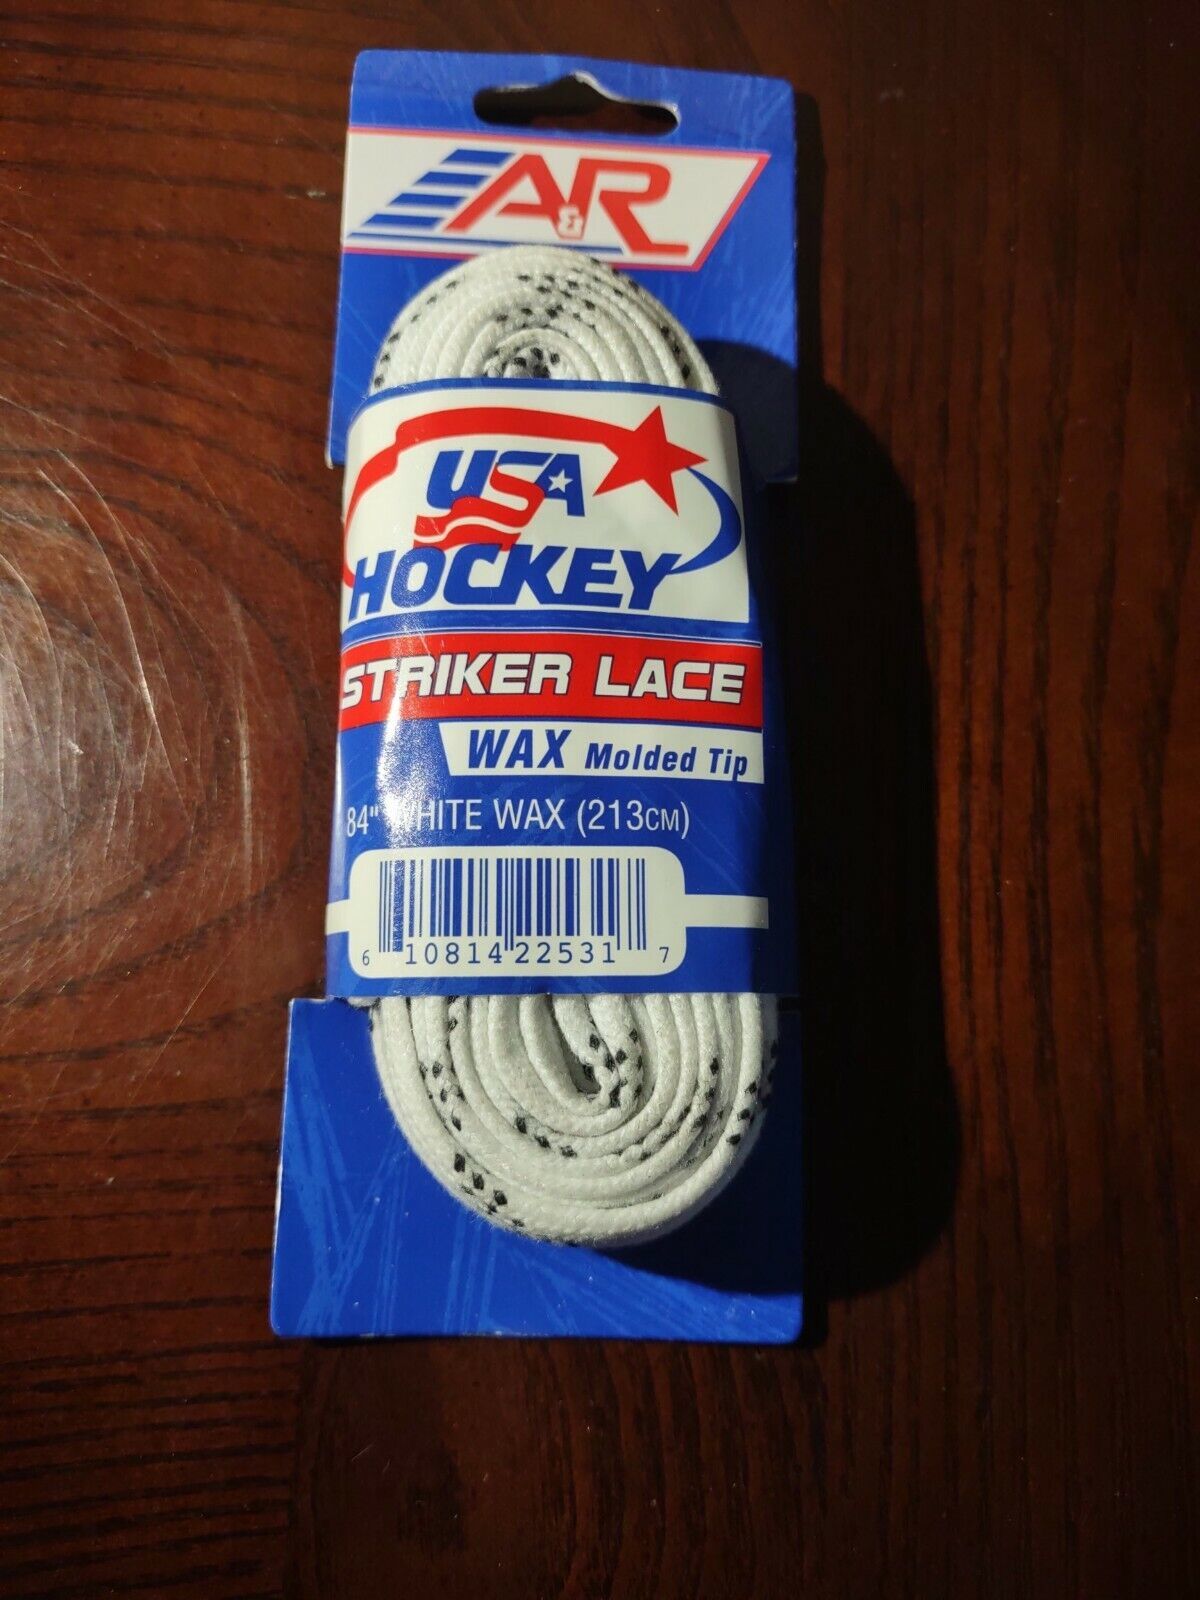 A&R
USA
HOCKEY
STRIKER LACE
WAX Molded Tip
84" WHITE WAX (213CM)
6 10814 22531 7